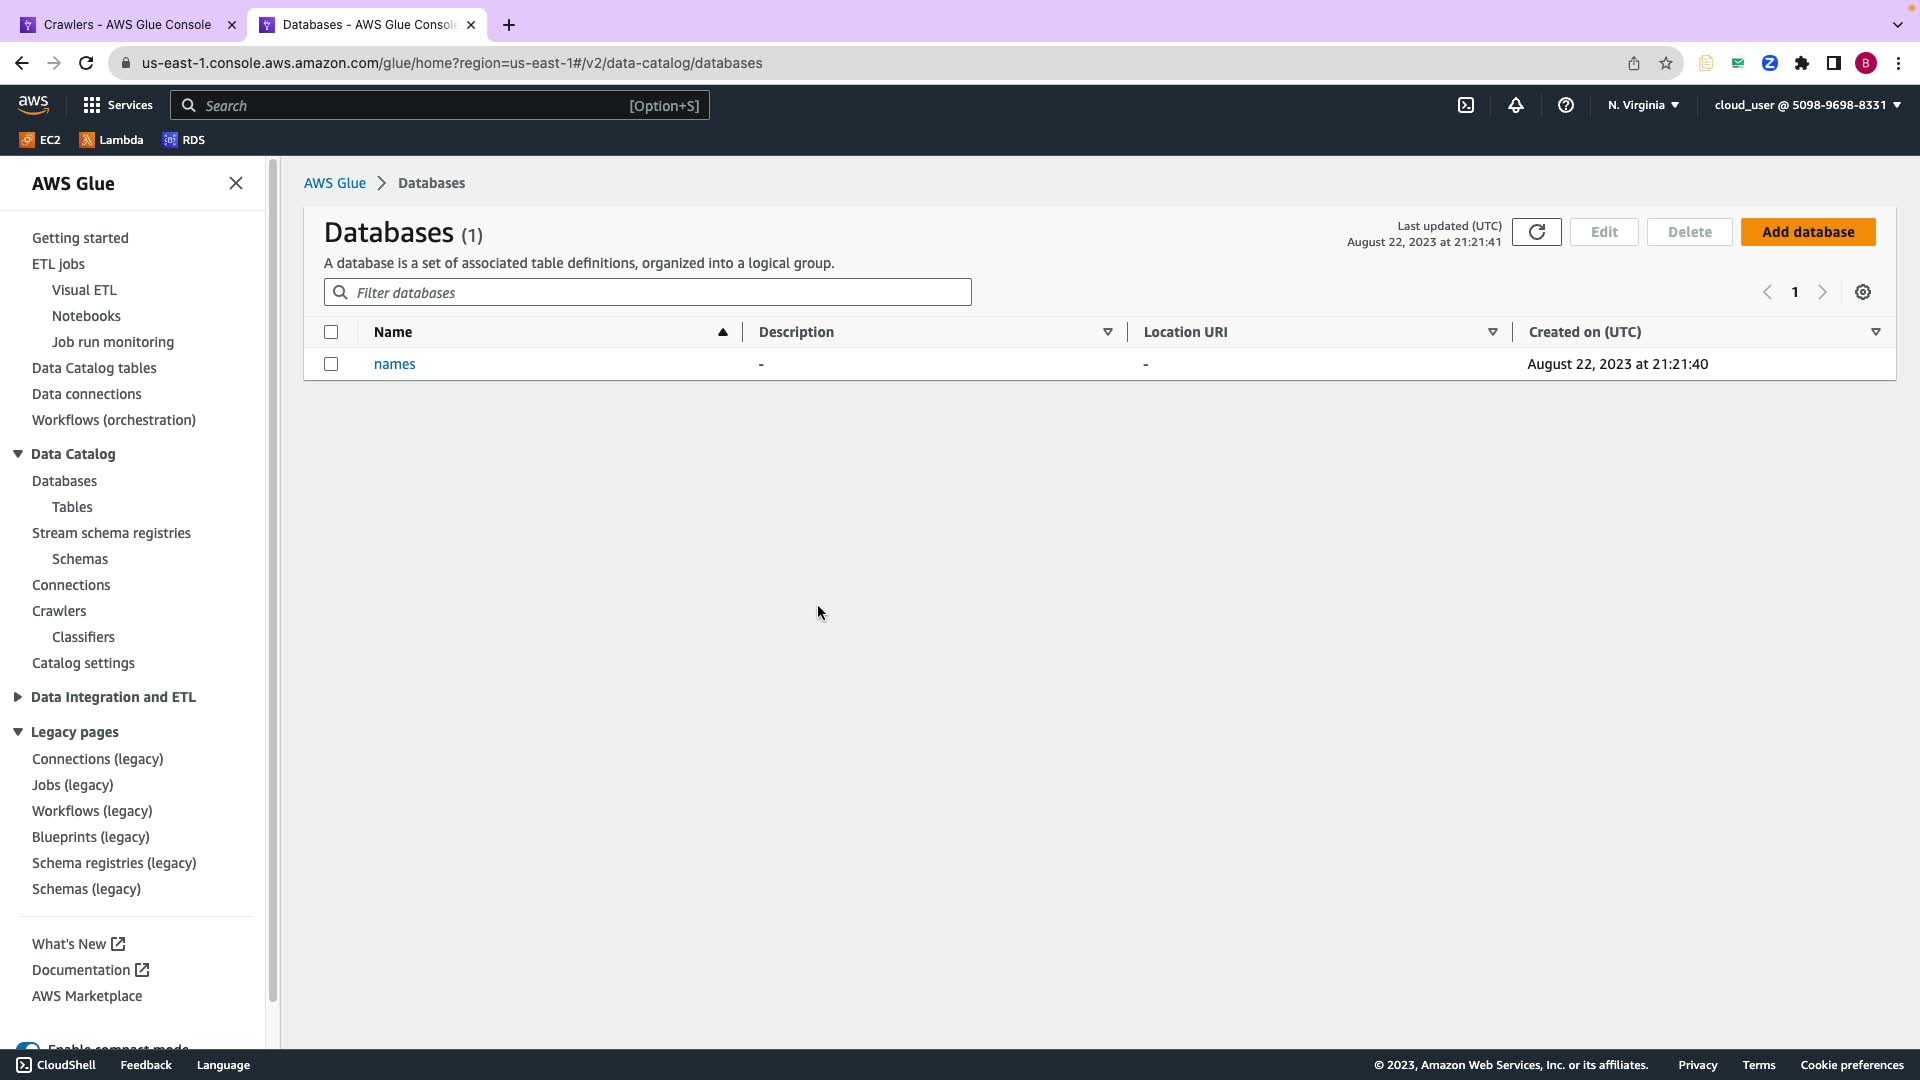 Crawlers - AWS Glue Console
Databases - AWS Glue Console
us-east-1.console.aws.amazon.com/glue/home?region=us-east-1#/v2/data-catalog/databases
B
aws
Services
Search
[Option+S]
N. Virginia
cloud_user @ 5098-9698-8331
EC2
Lambda
RDS
AWS Glue
Getting started
ETL jobs
Visual ETL
Notebooks
Job run monitoring
Data Catalog tables
Data connections
Workflows (orchestration)
Data Catalog
Databases
Tables
Stream schema registries
Schemas
Connections
Crawlers
Classifiers
Catalog settings
Data Integration and ETL
Legacy pages
Connections (legacy)
Jobs (legacy)
Workflows (legacy)
Blueprints (legacy)
Schema registries (legacy)
Schemas (legacy)
What's New
Documentation
AWS Marketplace
Enable compact mode
AWS Glue > Databases
Databases (1)
A database is a set of associated table definitions, organized into a logical group.
Last updated (UTC)
August 22, 2023 at 21:21:41
Edit
Delete
Add database
Filter databases
1
Name
Description
Location URI
Created on (UTC)
names
-
-
August 22, 2023 at 21:21:40
CloudShell
Feedback
Language
© 2023, Amazon Web Services, Inc. or its affiliates.
Privacy
Terms
Cookie preferences